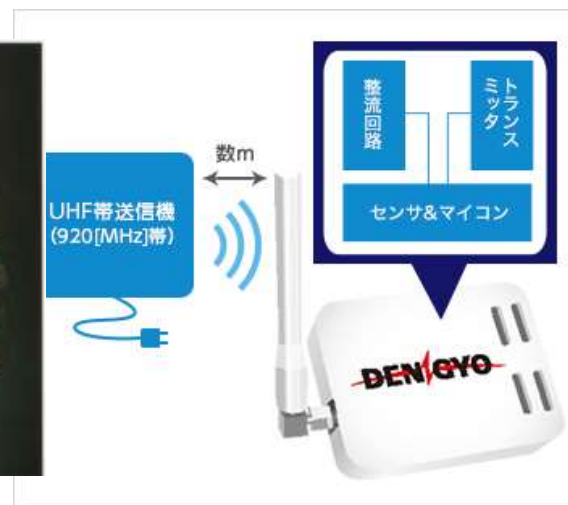 UHF帯送信機
(920[MHz]帯)
数m
整流回路
トランス
ミッタ
センサ&マイコン
DENGYO